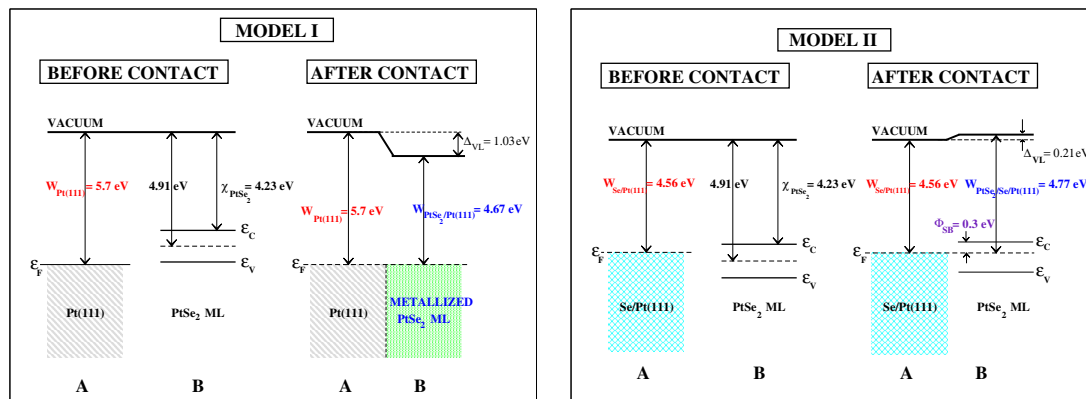 MODEL I
BEFORE CONTACT
AFTER CONTACT
VACUUM
VACUUM
Δ_VL = 1.03 eV
W_Pt(111) = 5.7 eV
4.91 eV
χ_PtSe₂ = 4.23 eV
W_Pt(111) = 5.7 eV
W_PtSe₂/Pt(111) = 4.67 eV
ε_C
ε_F
ε_V
ε_F
Pt(111)
PtSe₂ ML
Pt(111)
METALLIZED
PtSe₂ ML
A
B
A
B
MODEL II
BEFORE CONTACT
AFTER CONTACT
VACUUM
VACUUM
Δ_VL = 0.21 eV
W_Se/Pt(111) = 4.56 eV
4.91 eV
χ_PtSe₂ = 4.23 eV
W_Se/Pt(111) = 4.56 eV
W_PtSe₂/Se/Pt(111) = 4.77 eV
Φ_SB = 0.3 eV
ε_C
ε_C
ε_F
ε_F
ε_V
ε_V
Se/Pt(111)
PtSe₂ ML
Se/Pt(111)
PtSe₂ ML
A
B
A
B